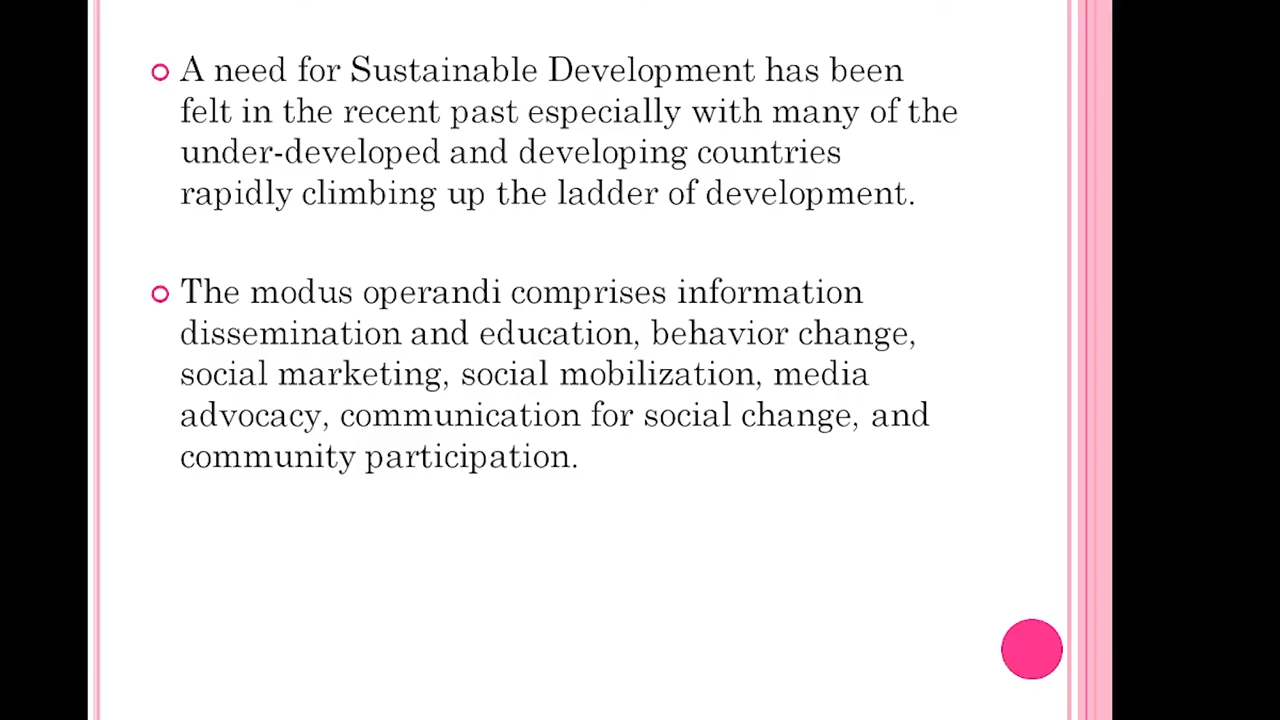 A need for Sustainable Development has been
felt in the recent past especially with many of the
under-developed and developing countries
rapidly climbing up the ladder of development.
The modus operandi comprises information
dissemination and education, behavior change,
social marketing, social mobilization, media
advocacy, communication for social change, and
community participation.